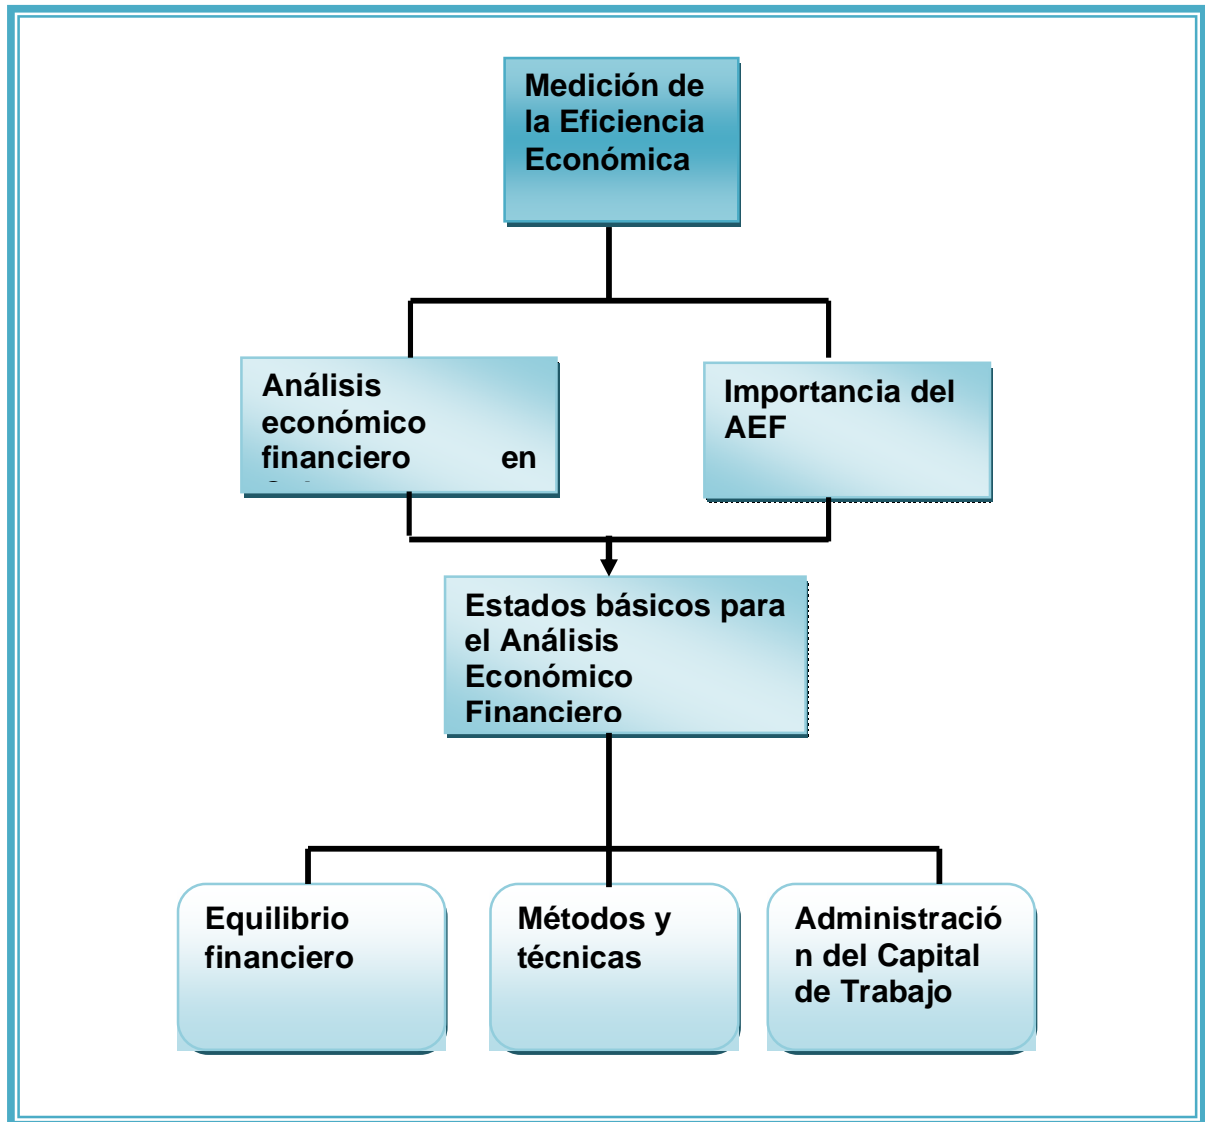 Medición de
la Eficiencia
Económica
Análisis
económico
financiero en
Importancia del
AEF
Estados básicos para
el Análisis
Económico
Financiero
Equilibrio
financiero
Métodos y
técnicas
Administració
n del Capital
de Trabajo